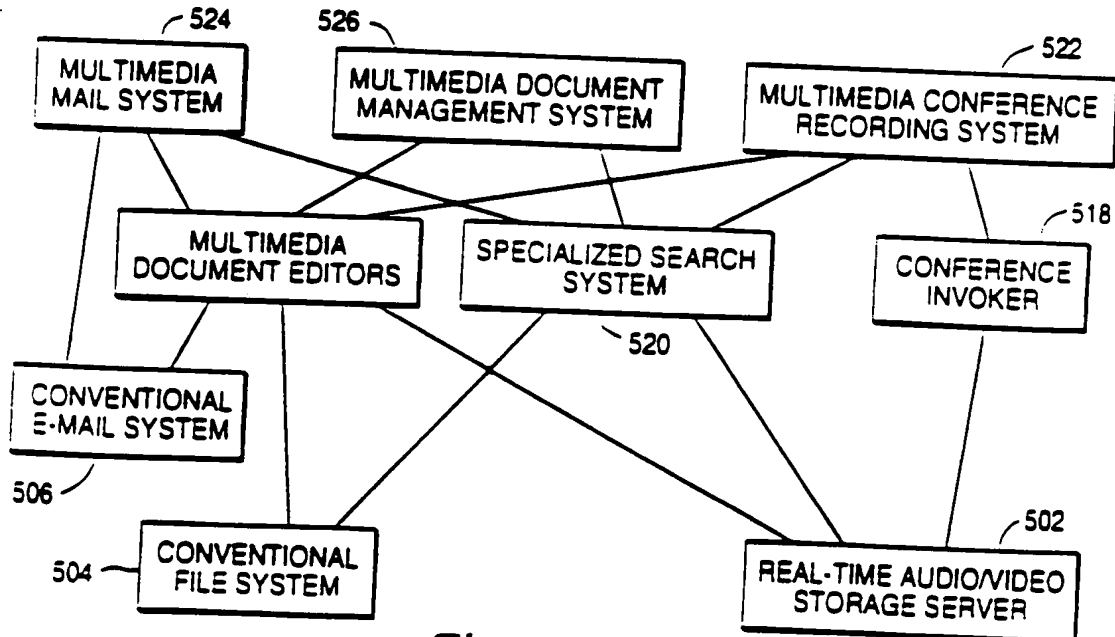 524
MULTIMEDIA
MAIL SYSTEM
526
MULTIMEDIA DOCUMENT
MANAGEMENT SYSTEM
522
MULTIMEDIA CONFERENCE
RECORDING SYSTEM
MULTIMEDIA
DOCUMENT EDITORS
SPECIALIZED SEARCH
SYSTEM
520
518
CONFERENCE
INVOKER
CONVENTIONAL
E-MAIL SYSTEM
506
504
CONVENTIONAL
FILE SYSTEM
502
REAL-TIME AUDIO/VIDEO
STORAGE SERVER